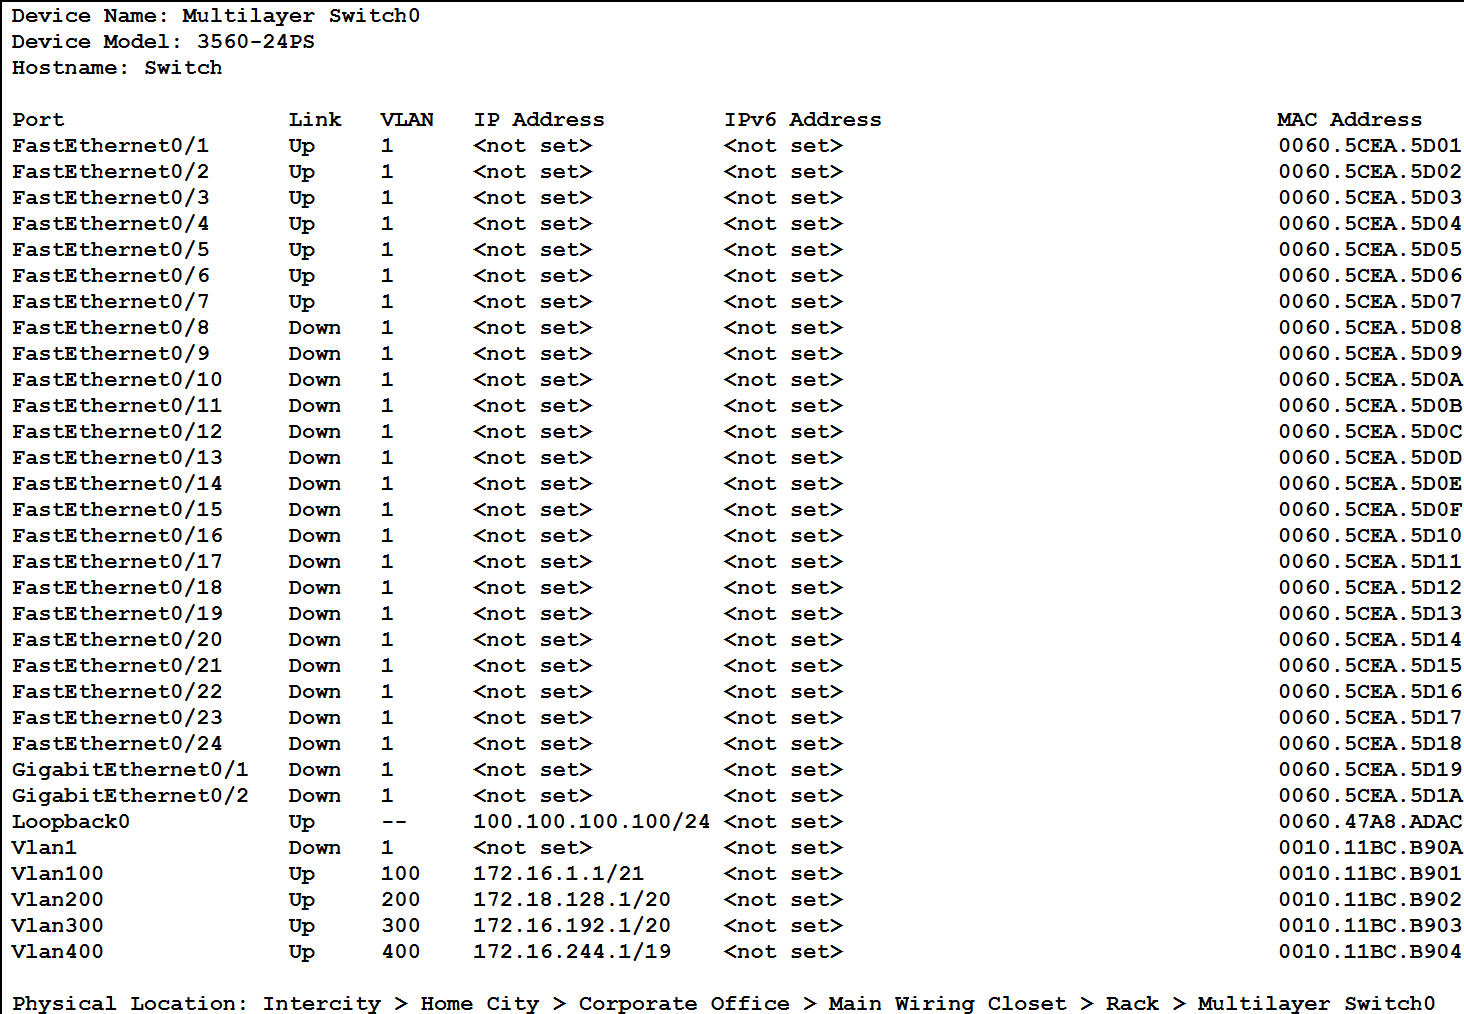 Device Name: Multilayer Switch0
Device Model: 3560-24PS
Hostname: Switch
Port Link VLAN IP Address IPv6 Address MAC Address
FastEthernet0/1 Up 1 <not set> <not set> 0060.5CEA.5D01
FastEthernet0/2 Up 1 <not set> <not set> 0060.5CEA.5D02
FastEthernet0/3 Up 1 <not set> <not set> 0060.5CEA.5D03
FastEthernet0/4 Up 1 <not set> <not set> 0060.5CEA.5D04
FastEthernet0/5 Up 1 <not set> <not set> 0060.5CEA.5D05
FastEthernet0/6 Up 1 <not set> <not set> 0060.5CEA.5D06
FastEthernet0/7 Up 1 <not set> <not set> 0060.5CEA.5D07
FastEthernet0/8 Down 1 <not set> <not set> 0060.5CEA.5D08
FastEthernet0/9 Down 1 <not set> <not set> 0060.5CEA.5D09
FastEthernet0/10 Down 1 <not set> <not set> 0060.5CEA.5D0A
FastEthernet0/11 Down 1 <not set> <not set> 0060.5CEA.5D0B
FastEthernet0/12 Down 1 <not set> <not set> 0060.5CEA.5D0C
FastEthernet0/13 Down 1 <not set> <not set> 0060.5CEA.5D0D
FastEthernet0/14 Down 1 <not set> <not set> 0060.5CEA.5D0E
FastEthernet0/15 Down 1 <not set> <not set> 0060.5CEA.5D0F
FastEthernet0/16 Down 1 <not set> <not set> 0060.5CEA.5D10
FastEthernet0/17 Down 1 <not set> <not set> 0060.5CEA.5D11
FastEthernet0/18 Down 1 <not set> <not set> 0060.5CEA.5D12
FastEthernet0/19 Down 1 <not set> <not set> 0060.5CEA.5D13
FastEthernet0/20 Down 1 <not set> <not set> 0060.5CEA.5D14
FastEthernet0/21 Down 1 <not set> <not set> 0060.5CEA.5D15
FastEthernet0/22 Down 1 <not set> <not set> 0060.5CEA.5D16
FastEthernet0/23 Down 1 <not set> <not set> 0060.5CEA.5D17
FastEthernet0/24 Down 1 <not set> <not set> 0060.5CEA.5D18
GigabitEthernet0/1 Down 1 <not set> <not set> 0060.5CEA.5D19
GigabitEthernet0/2 Down 1 <not set> <not set> 0060.5CEA.5D1A
Loopback0 Up -- 100.100.100.100/24 <not set> 0060.47A8.ADAC
Vlan1 Down 1 <not set> <not set> 0010.11BC.B90A
Vlan100 Up 100 172.16.1.1/21 <not set> 0010.11BC.B901
Vlan200 Up 200 172.18.128.1/20 <not set> 0010.11BC.B902
Vlan300 Up 300 172.16.192.1/20 <not set> 0010.11BC.B903
Vlan400 Up 400 172.16.244.1/19 <not set> 0010.11BC.B904
Physical Location: Intercity > Home City > Corporate Office > Main Wiring Closet > Rack > Multilayer Switch0